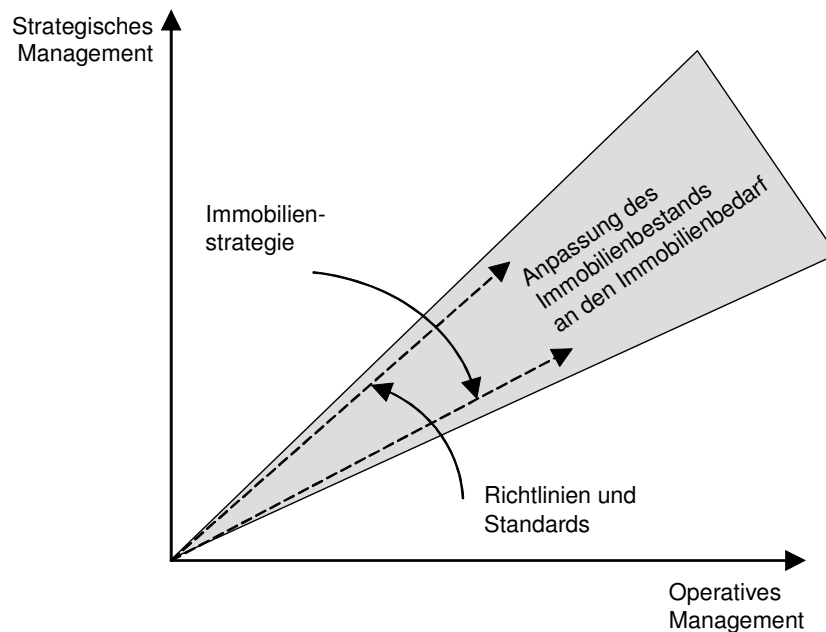 Strategisches
Management
Immobilien-
strategie
Anpassung des
Immobilienbestands
an den Immobilienbedarf
Richtlinien und
Standards
Operatives
Management